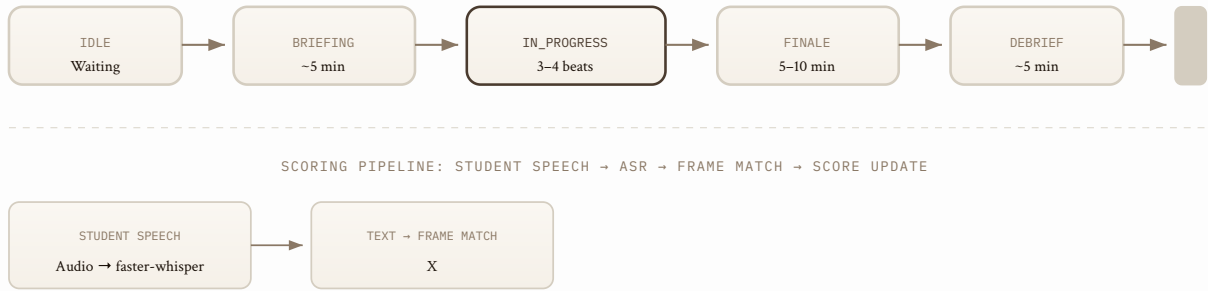 IDLE
Waiting
BRIEFING
~5 min
IN_PROGRESS
3–4 beats
FINALE
5–10 min
DEBRIEF
~5 min
SCORING PIPELINE: STUDENT SPEECH → ASR → FRAME MATCH → SCORE UPDATE
STUDENT SPEECH
Audio → faster-whisper
TEXT → FRAME MATCH
X